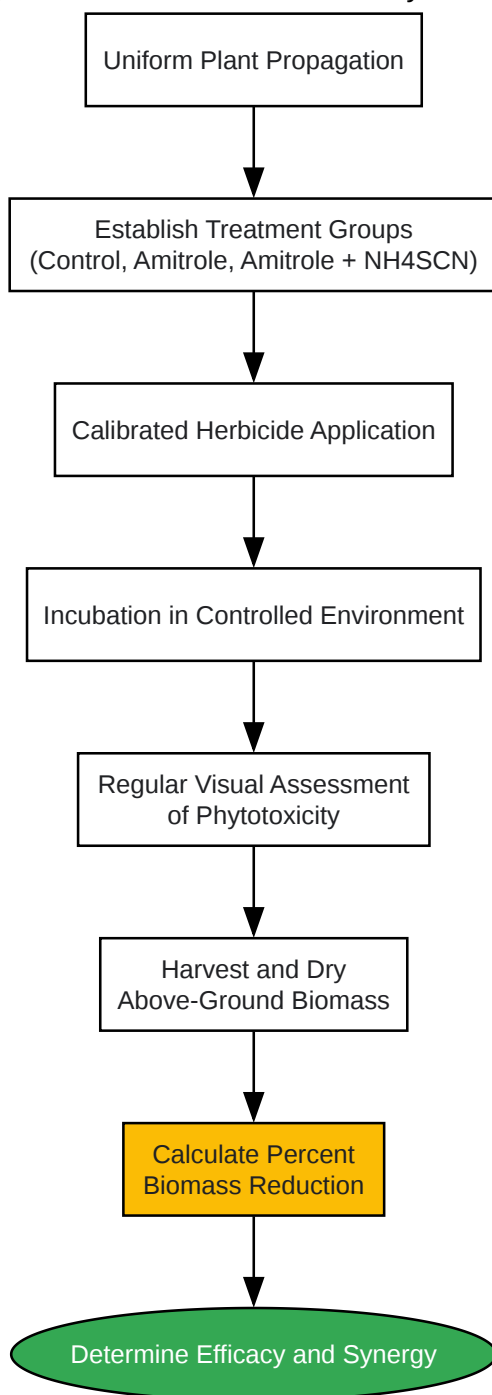 Uniform Plant Propagation
Establish Treatment Groups
(Control, Amitrole, Amitrole + NH4SCN)
Calibrated Herbicide Application
Incubation in Controlled Environment
Regular Visual Assessment
of Phytotoxicity
Harvest and Dry
Above-Ground Biomass
Calculate Percent
Biomass Reduction
Determine Efficacy and Synergy